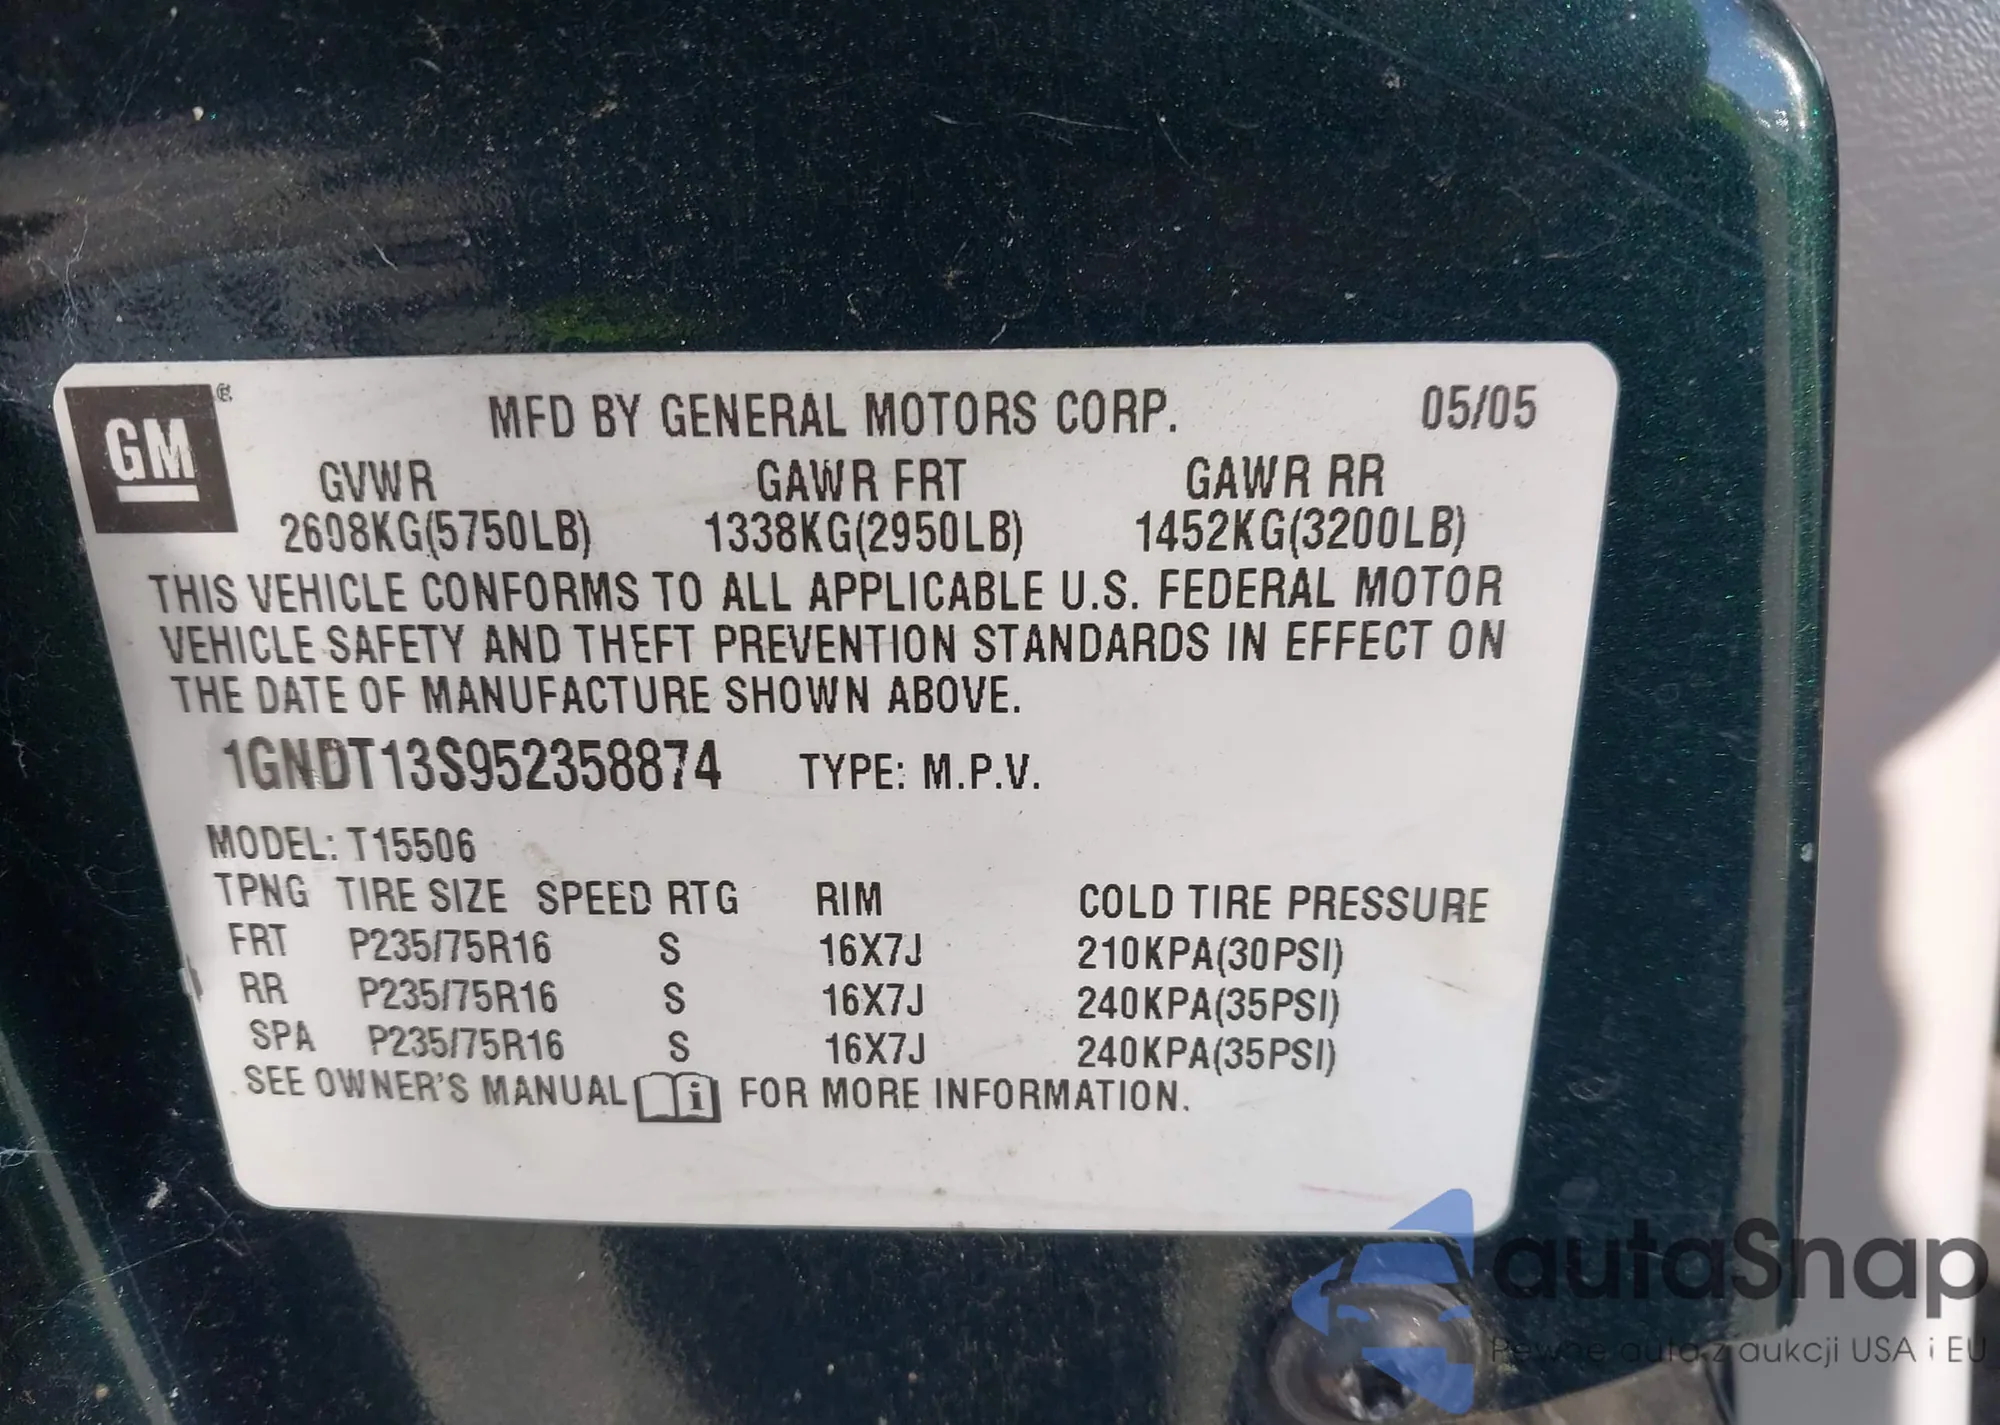 GM ®
MFD BY GENERAL MOTORS CORP. 05/05
GVWR GAWR FRT GAWR RR
2608KG(5750LB) 1338KG(2950LB) 1452KG(3200LB)
THIS VEHICLE CONFORMS TO ALL APPLICABLE U.S. FEDERAL MOTOR
VEHICLE SAFETY AND THEFT PREVENTION STANDARDS IN EFFECT ON
THE DATE OF MANUFACTURE SHOWN ABOVE.
1GNDT13S952358874 TYPE: M.P.V.
MODEL: T15506
TPNG TIRE SIZE SPEED RTG RIM COLD TIRE PRESSURE
FRT P235/75R16 S 16X7J 210KPA(30PSI)
RR P235/75R16 S 16X7J 240KPA(35PSI)
SPA P235/75R16 S 16X7J 240KPA(35PSI)
SEE OWNER'S MANUAL i FOR MORE INFORMATION.
autaSnap
Pewne auta z aukcji USA i EU